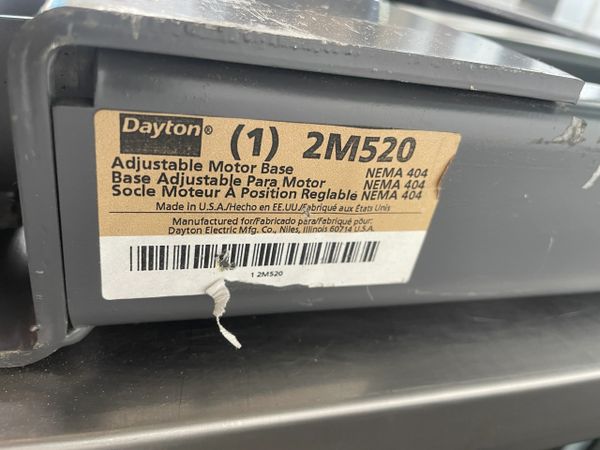 Dayton® (1) 2M520
Adjustable Motor Base NEMA 404
Base Adjustable Para Motor NEMA 404
Socle Moteur À Position Reglable NEMA 404
Made in U.S.A./Hecho en EE.UU./Fabriqué aux États Unis
Manufactured for/Fabricado para/Fabriqué pour:
Dayton Electric Mfg. Co., Niles, Illinois 60714 U.S.A.
1 2M520